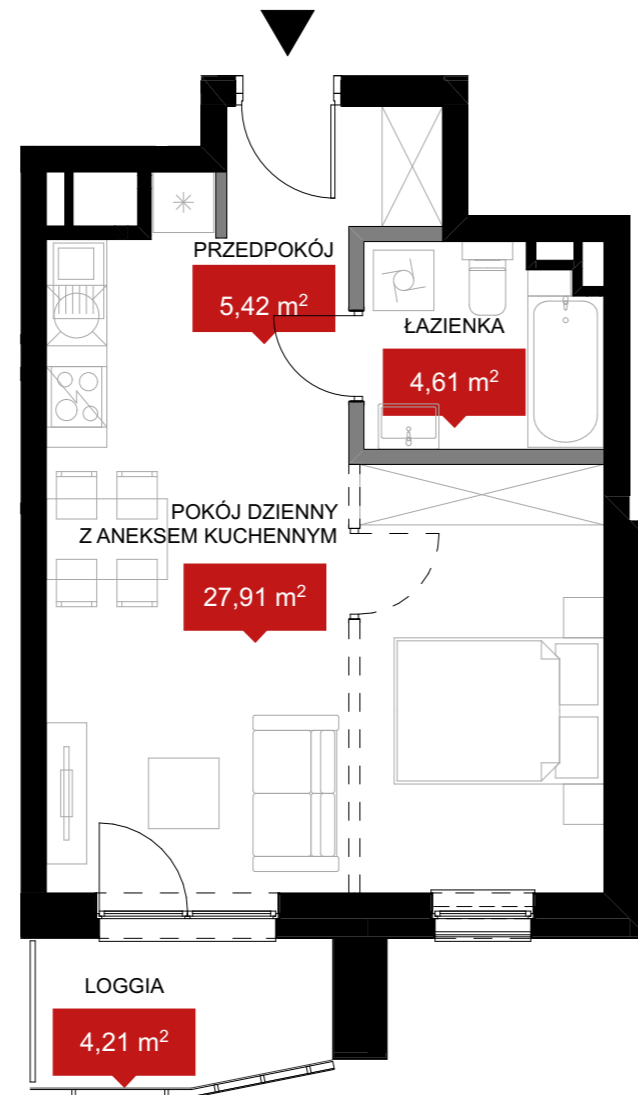 PRZEDPOKÓJ
5,42 m²
ŁAZIENKA
4,61 m²
POKÓJ DZIENNY
Z ANEKSEM KUCHENNYM
27,91 m²
LOGGIA
4,21 m²